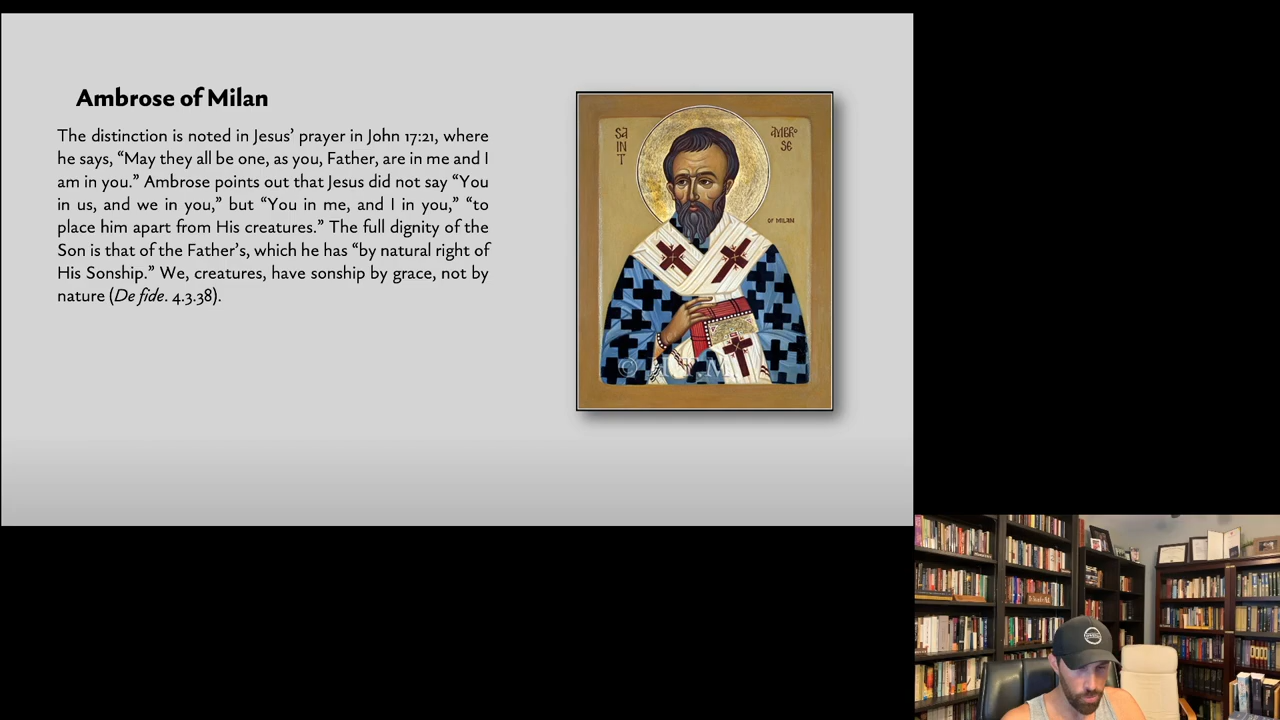 Ambrose of Milan
The distinction is noted in Jesus’ prayer in John 17:21, where
he says, “May they all be one, as you, Father, are in me and I
am in you.” Ambrose points out that Jesus did not say “You
in us, and we in you,” but “You in me, and I in you,” “to
place him apart from His creatures.” The full dignity of the
Son is that of the Father’s, which he has “by natural right of
His Sonship.” We, creatures, have sonship by grace, not by
nature (De fide. 4.3.38).
SA
IN
T
AMBRO
SE
OF MILAN